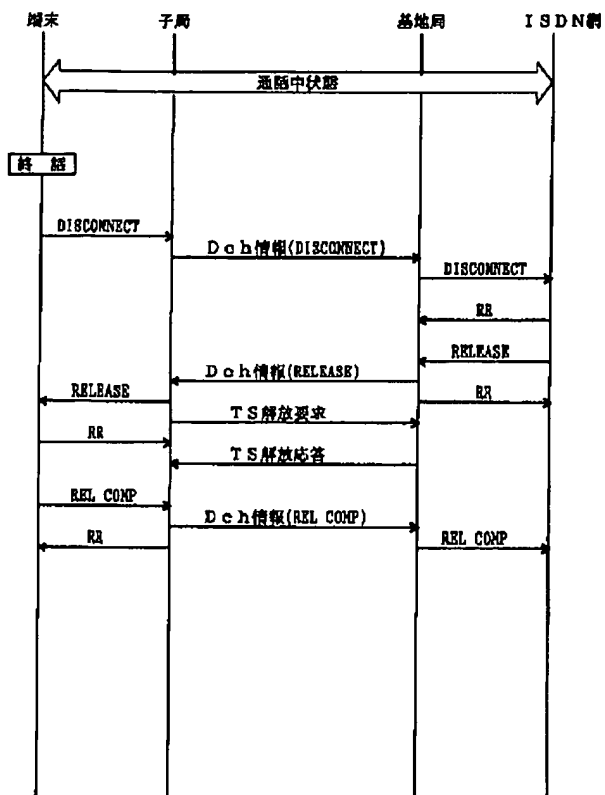 端末 子局 基地局 ISDN網
通話中状態
終話
DISCONNECT
Dch情報(DISCONNECT)
DISCONNECT
RR
RELEASE
Dch情報(RELEASE)
RELEASE
RR
TS解放要求
RR
TS解放応答
REL COMP
Dch情報(REL COMP)
RR
REL COMP